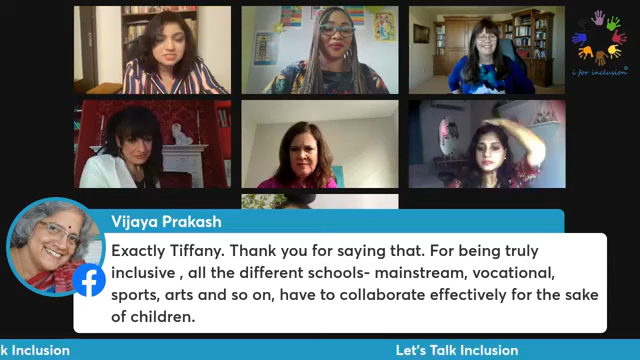 i for inclusion
Vijaya Prakash
Exactly Tiffany. Thank you for saying that. For being truly
inclusive , all the different schools- mainstream, vocational,
sports, arts and so on, have to collaborate effectively for the sake
of children.
k Inclusion
Let's Talk Inclusion